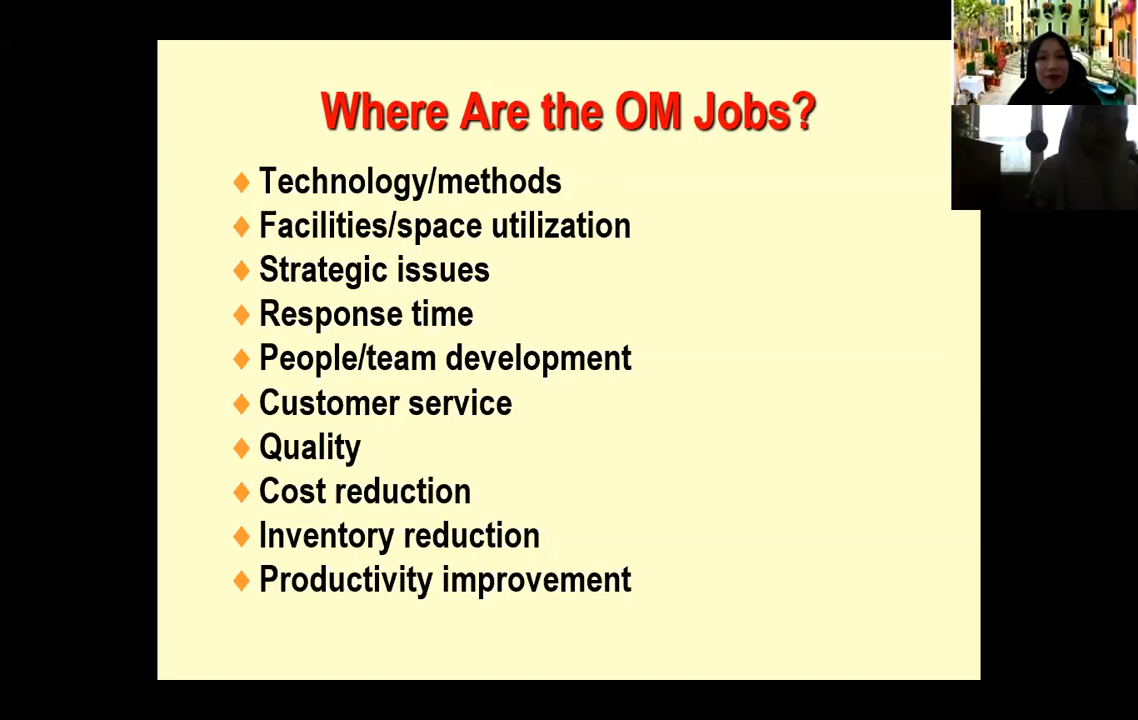 Where Are the OM Jobs?
Technology/methods
Facilities/space utilization
Strategic issues
Response time
People/team development
Customer service
Quality
Cost reduction
Inventory reduction
Productivity improvement